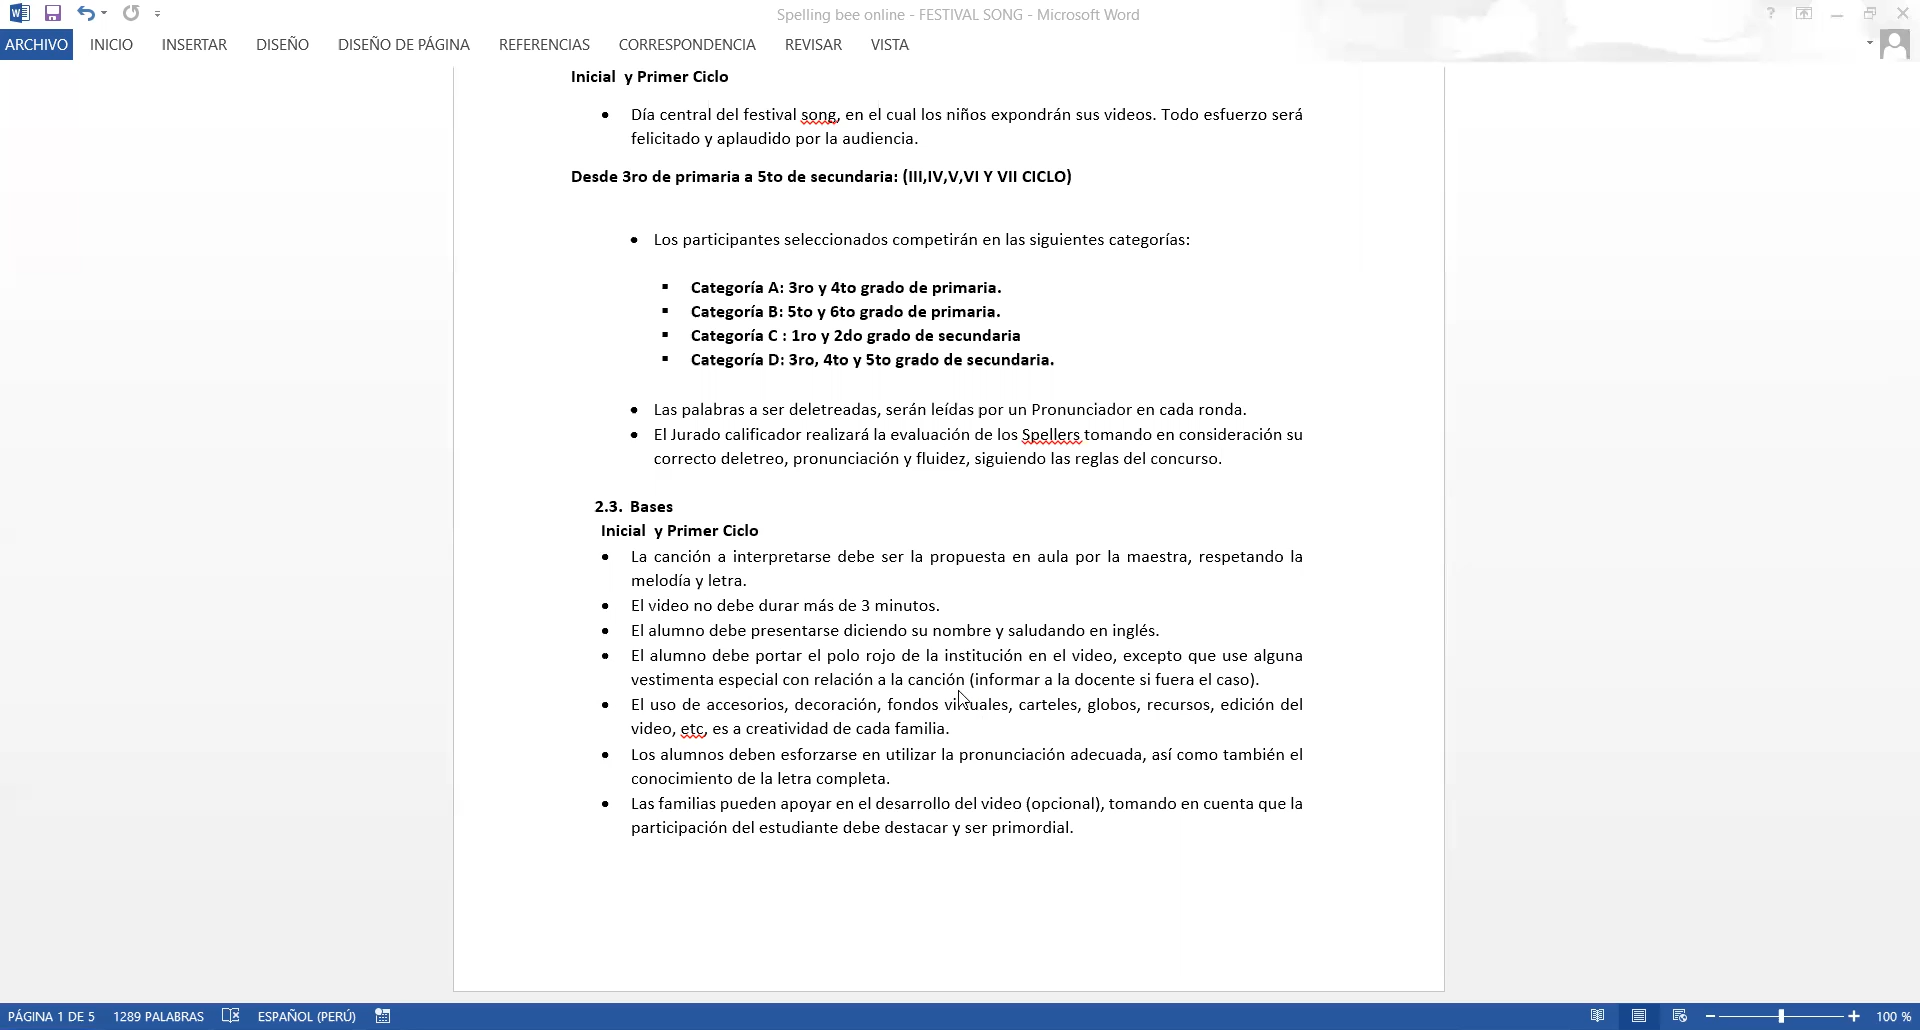 Spelling bee online - FESTIVAL SONG - Microsoft Word
ARCHIVO INICIO INSERTAR DISEÑO DISEÑO DE PÁGINA REFERENCIAS CORRESPONDENCIA REVISAR VISTA
Inicial y Primer Ciclo
• Día central del festival song, en el cual los niños expondrán sus videos. Todo esfuerzo será
felicitado y aplaudido por la audiencia.
Desde 3ro de primaria a 5to de secundaria: (III,IV,V,VI Y VII CICLO)
• Los participantes seleccionados competirán en las siguientes categorías:
▪ Categoría A: 3ro y 4to grado de primaria.
▪ Categoría B: 5to y 6to grado de primaria.
▪ Categoría C : 1ro y 2do grado de secundaria
▪ Categoría D: 3ro, 4to y 5to grado de secundaria.
• Las palabras a ser deletreadas, serán leídas por un Pronunciador en cada ronda.
• El Jurado calificador realizará la evaluación de los Spellers tomando en consideración su
correcto deletreo, pronunciación y fluidez, siguiendo las reglas del concurso.
2.3. Bases
Inicial y Primer Ciclo
• La canción a interpretarse debe ser la propuesta en aula por la maestra, respetando la
melodía y letra.
• El video no debe durar más de 3 minutos.
• El alumno debe presentarse diciendo su nombre y saludando en inglés.
• El alumno debe portar el polo rojo de la institución en el video, excepto que use alguna
vestimenta especial con relación a la canción (informar a la docente si fuera el caso).
• El uso de accesorios, decoración, fondos virtuales, carteles, globos, recursos, edición del
video, etc, es a creatividad de cada familia.
• Los alumnos deben esforzarse en utilizar la pronunciación adecuada, así como también el
conocimiento de la letra completa.
• Las familias pueden apoyar en el desarrollo del video (opcional), tomando en cuenta que la
participación del estudiante debe destacar y ser primordial.
PÁGINA 1 DE 5 1289 PALABRAS ESPAÑOL (PERÚ) 100 %